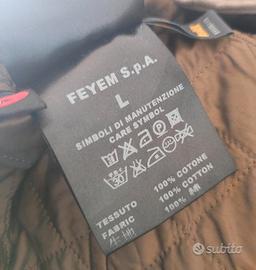 FEYEM S.p.A.
L
SIMBOLI DI MANUTENZIONE
CARE SYMBOL
TESSUTO 100% COTONE
FABRIC 100% COTTON
100% 棉
subito